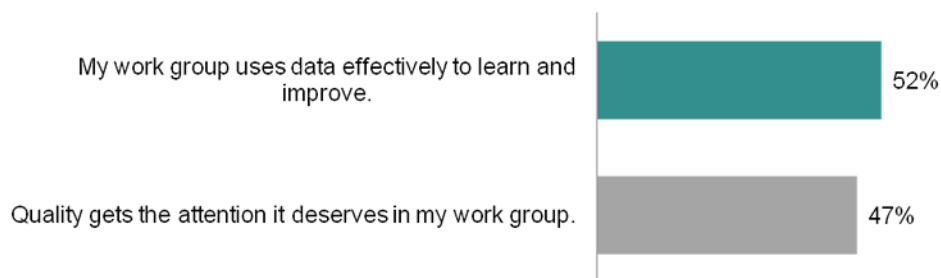 My work group uses data effectively to learn and
improve.
52%
Quality gets the attention it deserves in my work group.
47%